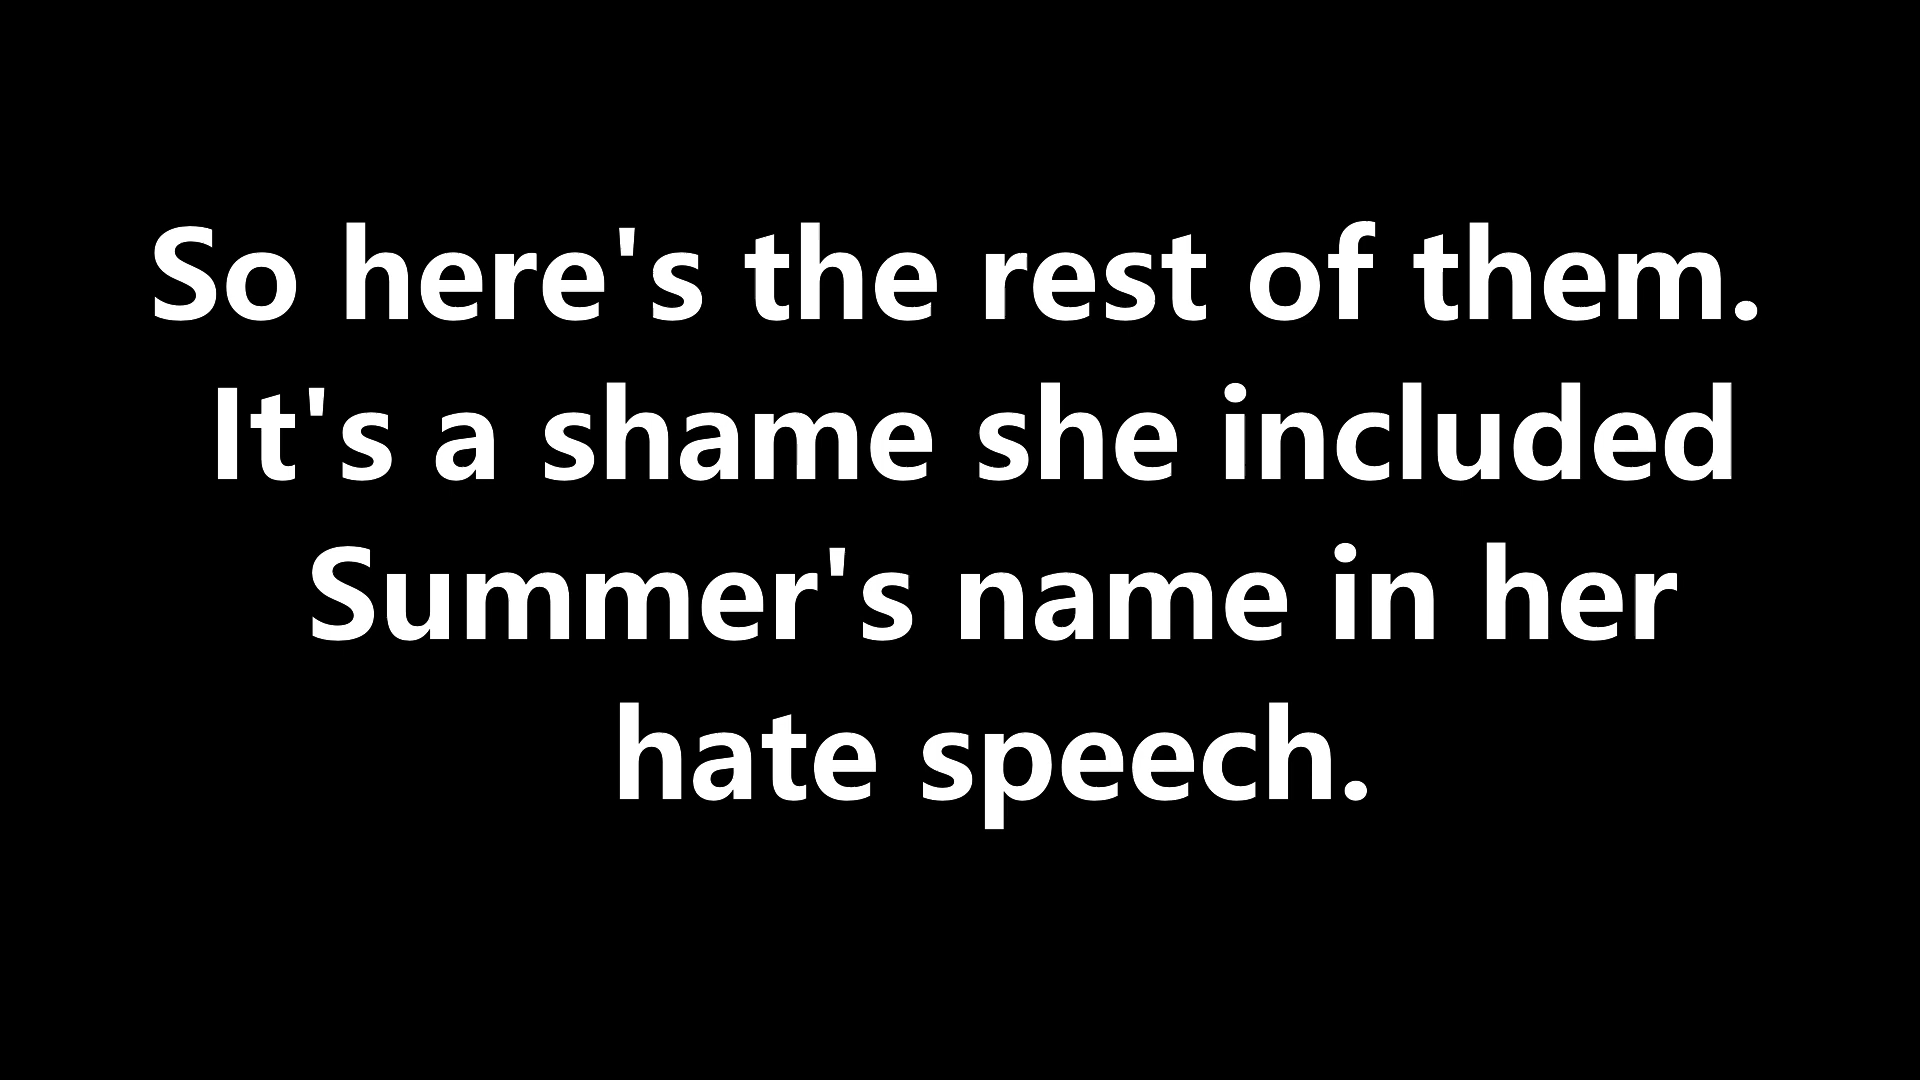 So here's the rest of them.
It's a shame she included
Summer's name in her
hate speech.